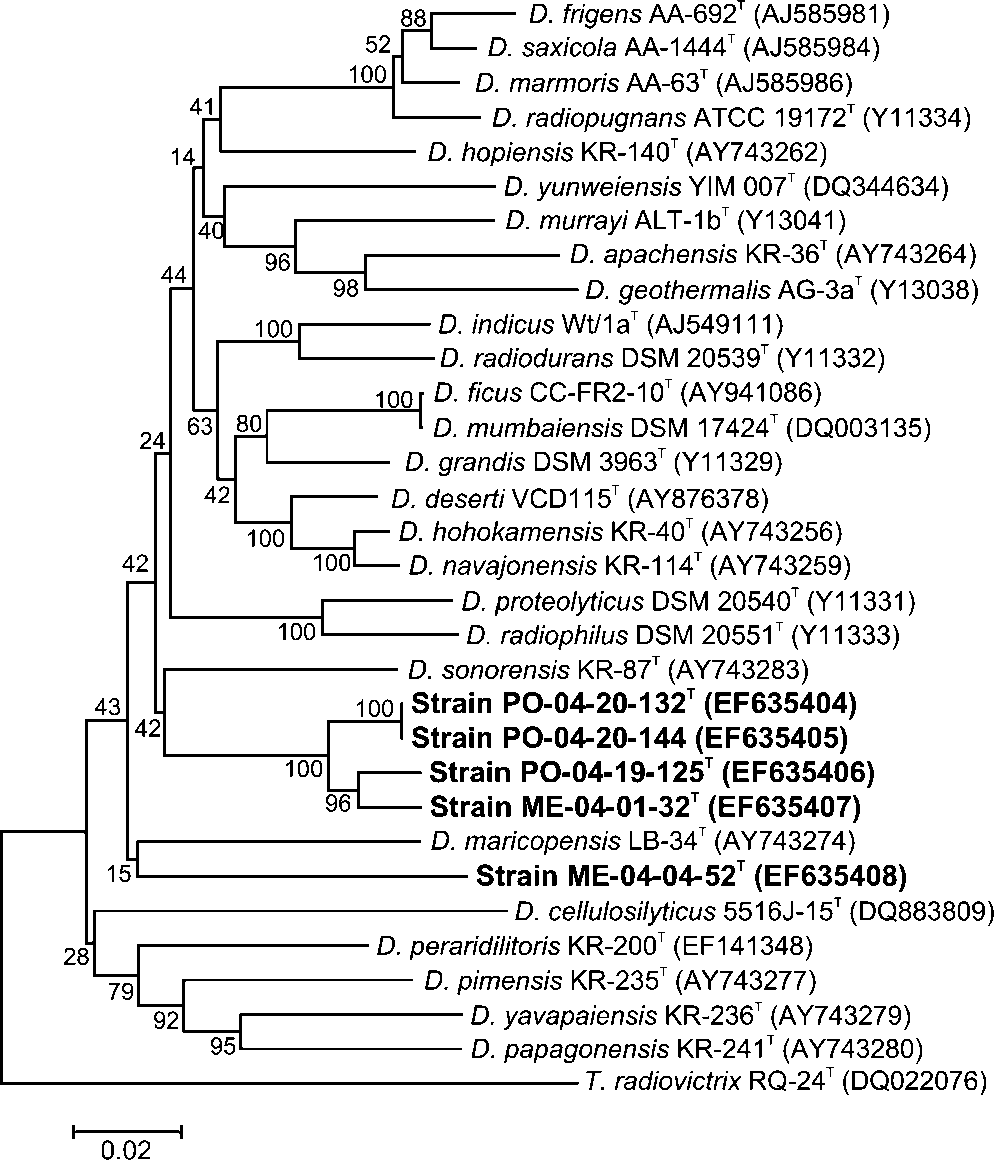 88
D. frigens AA-692T (AJ585981)
52
D. saxicola AA-1444T (AJ585984)
100
D. marmoris AA-63T (AJ585986)
41
D. radiopugnans ATCC 19172T (Y11334)
14
D. hopiensis KR-140T (AY743262)
D. yunweiensis YIM 007T (DQ344634)
40
D. murrayi ALT-1bT (Y13041)
96
D. apachensis KR-36T (AY743264)
44
98
D. geothermalis AG-3aT (Y13038)
100
D. indicus Wt/1aT (AJ549111)
D. radiodurans DSM 20539T (Y11332)
100
D. ficus CC-FR2-10T (AY941086)
63
80
D. mumbaiensis DSM 17424T (DQ003135)
24
D. grandis DSM 3963T (Y11329)
42
D. deserti VCD115T (AY876378)
100
D. hohokamensis KR-40T (AY743256)
42
100
D. navajonensis KR-114T (AY743259)
D. proteolyticus DSM 20540T (Y11331)
100
D. radiophilus DSM 20551T (Y11333)
D. sonorensis KR-87T (AY743283)
43
100
Strain PO-04-20-132T (EF635404)
42
Strain PO-04-20-144 (EF635405)
100
Strain PO-04-19-125T (EF635406)
96
Strain ME-04-01-32T (EF635407)
D. maricopensis LB-34T (AY743274)
15
Strain ME-04-04-52T (EF635408)
D. cellulosilyticus 5516J-15T (DQ883809)
28
D. peraridilitoris KR-200T (EF141348)
79
D. pimensis KR-235T (AY743277)
92
D. yavapaiensis KR-236T (AY743279)
95
D. papagonensis KR-241T (AY743280)
T. radiovictrix RQ-24T (DQ022076)
0.02